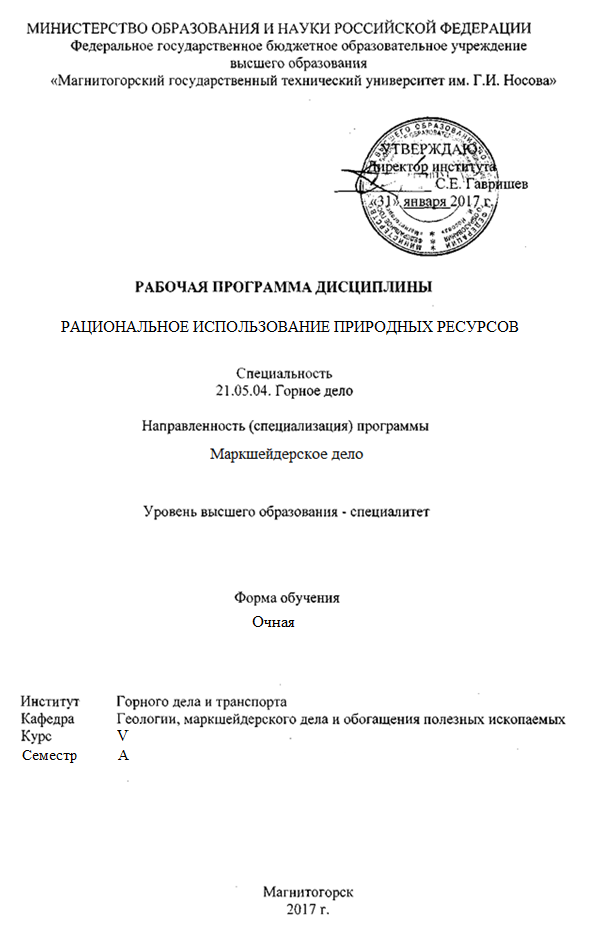 МИНИСТЕРСТВО ОБРАЗОВАНИЯ И НАУКИ РОССИЙСКОЙ ФЕДЕРАЦИИ
Федеральное государственное бюджетное образовательное учреждение
высшего образования
«Магнитогорский государственный технический университет им. Г.И. Носова»
УТВЕРЖДАЮ
Директор института
С.Е. Гавришев
«31» января 2017 г.
РАБОЧАЯ ПРОГРАММА ДИСЦИПЛИНЫ
РАЦИОНАЛЬНОЕ ИСПОЛЬЗОВАНИЕ ПРИРОДНЫХ РЕСУРСОВ
Специальность
21.05.04. Горное дело
Направленность (специализация) программы
Маркшейдерское дело
Уровень высшего образования - специалитет
Форма обучения
Очная
Институт Горного дела и транспорта
Кафедра Геологии, маркшейдерского дела и обогащения полезных ископаемых
Курс V
Семестр А
Магнитогорск
2017 г.